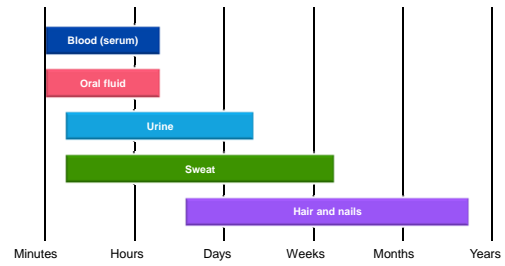 Blood (serum)
Oral fluid
Urine
Sweat
Hair and nails
Minutes Hours Days Weeks Months Years